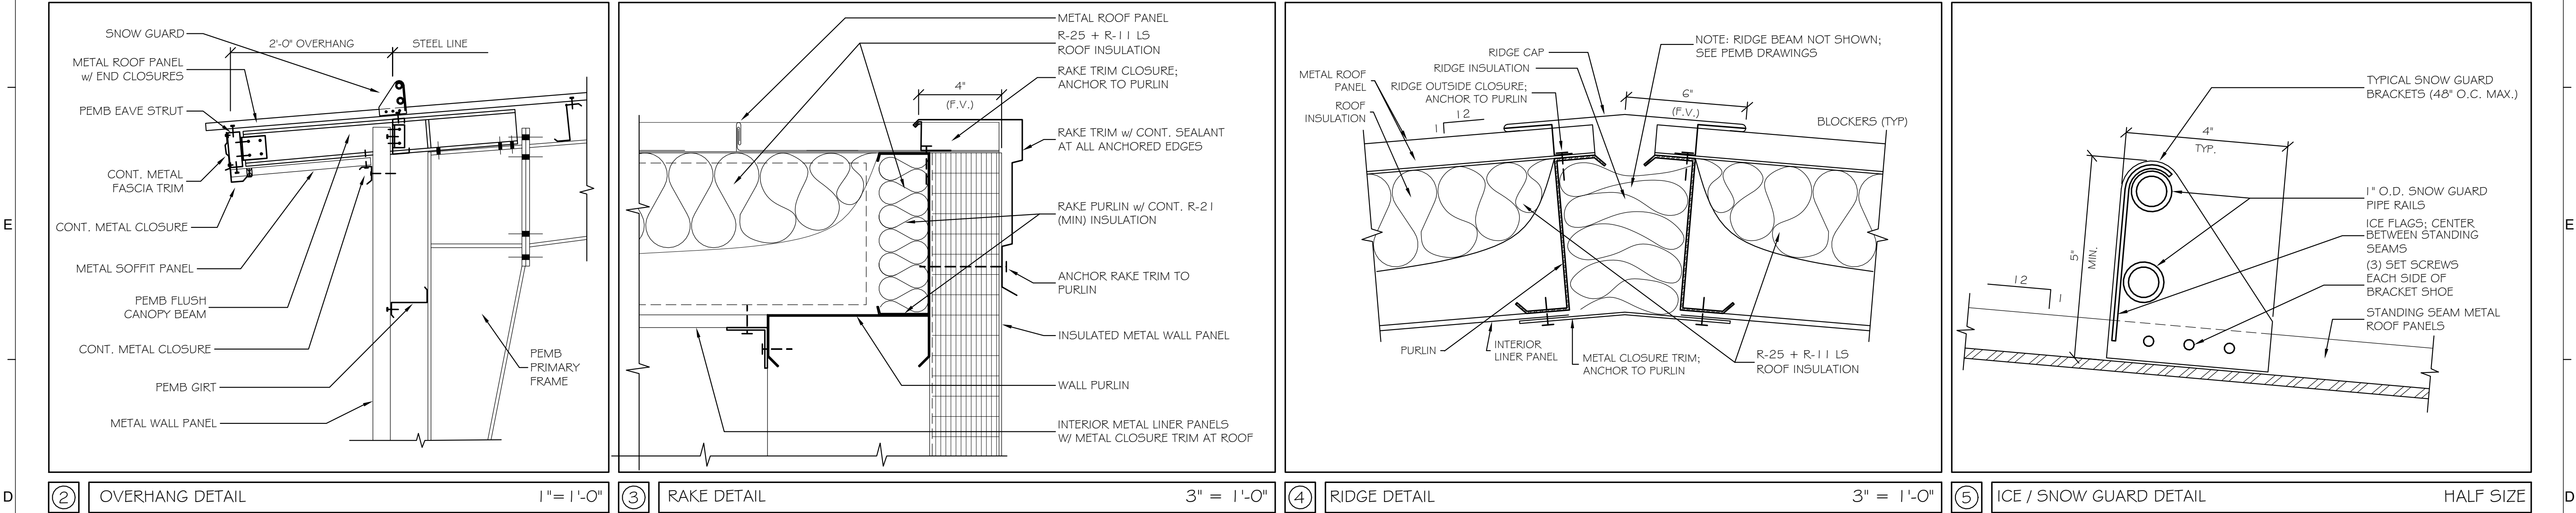 E
D
SNOW GUARD
2'-0" OVERHANG
STEEL LINE
METAL ROOF PANEL
w/ END CLOSURES
PEMB EAVE STRUT
CONT. METAL
FASCIA TRIM
CONT. METAL CLOSURE
METAL SOFFIT PANEL
PEMB FLUSH
CANOPY BEAM
CONT. METAL CLOSURE
PEMB GIRT
METAL WALL PANEL
PEMB
PRIMARY
FRAME
2
OVERHANG DETAIL
1"=1'-0"
METAL ROOF PANEL
R-25 + R-11 LS
ROOF INSULATION
RAKE TRIM CLOSURE;
ANCHOR TO PURLIN
4"
(F.V.)
RAKE TRIM w/ CONT. SEALANT
AT ALL ANCHORED EDGES
RAKE PURLIN w/ CONT. R-21
(MIN) INSULATION
ANCHOR RAKE TRIM TO
PURLIN
INSULATED METAL WALL PANEL
WALL PURLIN
INTERIOR METAL LINER PANELS
W/ METAL CLOSURE TRIM AT ROOF
3
RAKE DETAIL
3" = 1'-0"
NOTE: RIDGE BEAM NOT SHOWN;
SEE PEMB DRAWINGS
RIDGE CAP
RIDGE INSULATION
METAL ROOF
PANEL
RIDGE OUTSIDE CLOSURE;
ANCHOR TO PURLIN
ROOF
INSULATION
12
1
6"
(F.V.)
BLOCKERS (TYP)
PURLIN
INTERIOR
LINER PANEL
METAL CLOSURE TRIM;
ANCHOR TO PURLIN
R-25 + R-11 LS
ROOF INSULATION
4
RIDGE DETAIL
3" = 1'-0"
TYPICAL SNOW GUARD
BRACKETS (48" O.C. MAX.)
4"
TYP.
5"
MIN.
1" O.D. SNOW GUARD
PIPE RAILS
ICE FLAGS; CENTER
BETWEEN STANDING
SEAMS
(3) SET SCREWS
EACH SIDE OF
BRACKET SHOE
STANDING SEAM METAL
ROOF PANELS
12
1
5
ICE / SNOW GUARD DETAIL
HALF SIZE
E
D